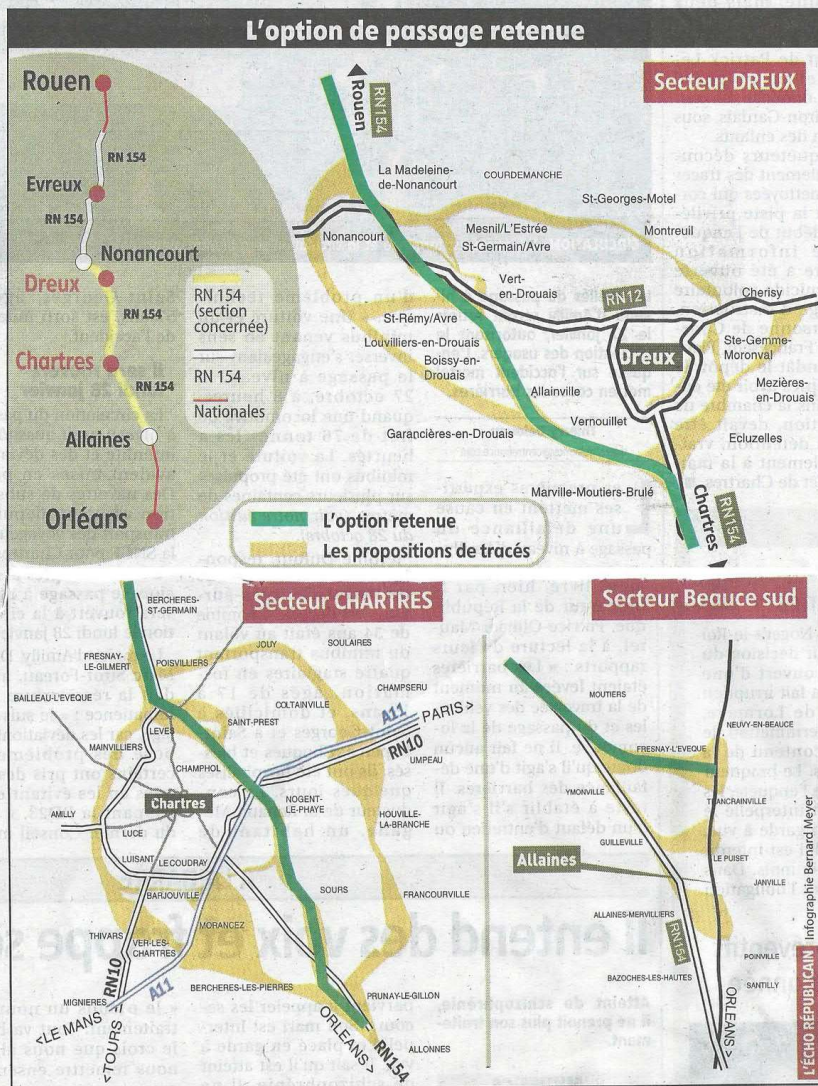 L'option de passage retenue
Rouen
RN 154
Evreux
RN 154
Nonancourt
Dreux
RN 154
Chartres
RN 154
Allaines
Orléans
RN 154
(section
concernée)
RN 154
Nationales
Secteur DREUX
Rouen
RN154
La Madeleine-
de-Nonancourt
COURDEMANCHE
St-Georges-Motel
Nonancourt
Mesnil/L'Estrée
St-Germain/Avre
Montreuil
Vert-
en-Drouais
RN12
Cherisy
St-Rémy/Avre
Louvilliers-en-Drouais
Boissy-en-
Drouais
Dreux
Ste-Gemme-
Moronval
Mezières-
en-Drouais
Allainville
Vernouillet
Garancières-en-Drouais
Ecluzelles
Marville-Moutiers-Brulé
Chartres
RN154
L'option retenue
Les propositions de tracés
Secteur CHARTRES
BERCHERES-
ST-GERMAIN
FRESNAY-
LE-GILMERT
POISVILLIERS
JOUY
SOULAIRES
BAILLEAU-L'EVEQUE
COLTAINVILLE
CHAMPSERU
SAINT-PREST
A11
PARIS >
RN10
LEVES
MAINVILLIERS
CHAMPHOL
UMPEAU
Chartres
NOGENT-
LE-PHAYE
HOUVILLE-
LA-BRANCHE
AMILLY
LUCE
LUISANT
LE COUDRAY
BARJOUVILLE
SOURS
FRANCOURVILLE
MORANCEZ
THIVARS
VER-LES-
CHARTRES
RN10
A11
BERCHERES-LES-PIERRES
PRUNAY-LE-GILLON
MIGNIERES
<LE MANS
<TOURS
ORLEANS >
RN154
ALLONNES
Secteur Beauce sud
MOUTIERS
NEUVY-EN-BEAUCE
FRESNAY-L'EVEQUE
YMONVILLE
TRANCRAINVILLE
GUILLEVILLE
LE PUISET
Allaines
JANVILLE
ALLAINES-MERVILLIERS
RN154
POINVILLE
BAZOCHES-LES-HAUTES
SANTILLY
ORLEANS >
L'ÉCHO RÉPUBLICAIN
Infographie Bernard Meyer